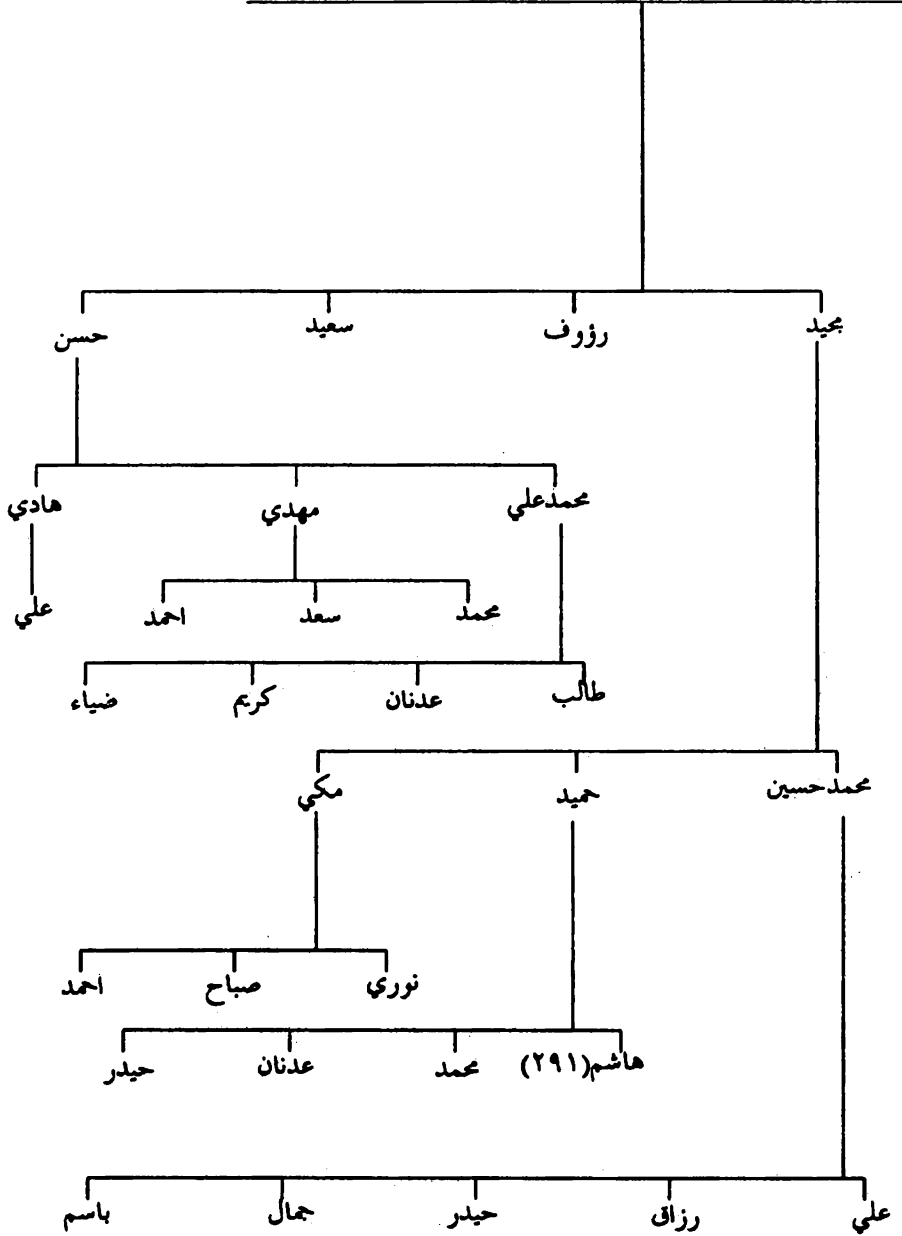 مجيد رؤوف سعيد حسن
محمدعلي مهدي هادي
محمد سعد احمد علي
طالب عدنان كريم ضياء
محمدحسين حميد مكي
نوري صباح احمد
هاشم(٢٩١) محمد عدنان حيدر
علي رزاق حيدر جمال باسم